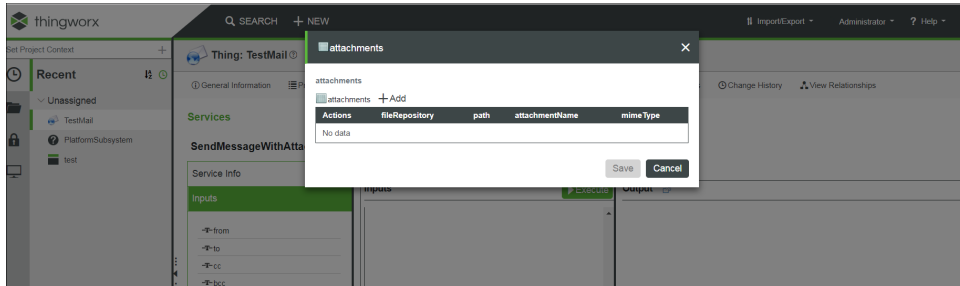 thingworx
SEARCH + NEW
Import/Export
Administrator
? Help
Set Project Context
Recent
Unassigned
TestMail
PlatformSubsystem
test
Thing: TestMail
General Information
Change History
View Relationships
Services
SendMessageWithAtta
Service Info
Inputs
from
to
cc
bcc
attachments
attachments
attachments + Add
Actions fileRepository path attachmentName mimeType
No data
Save Cancel
Inputs
Execute
Output